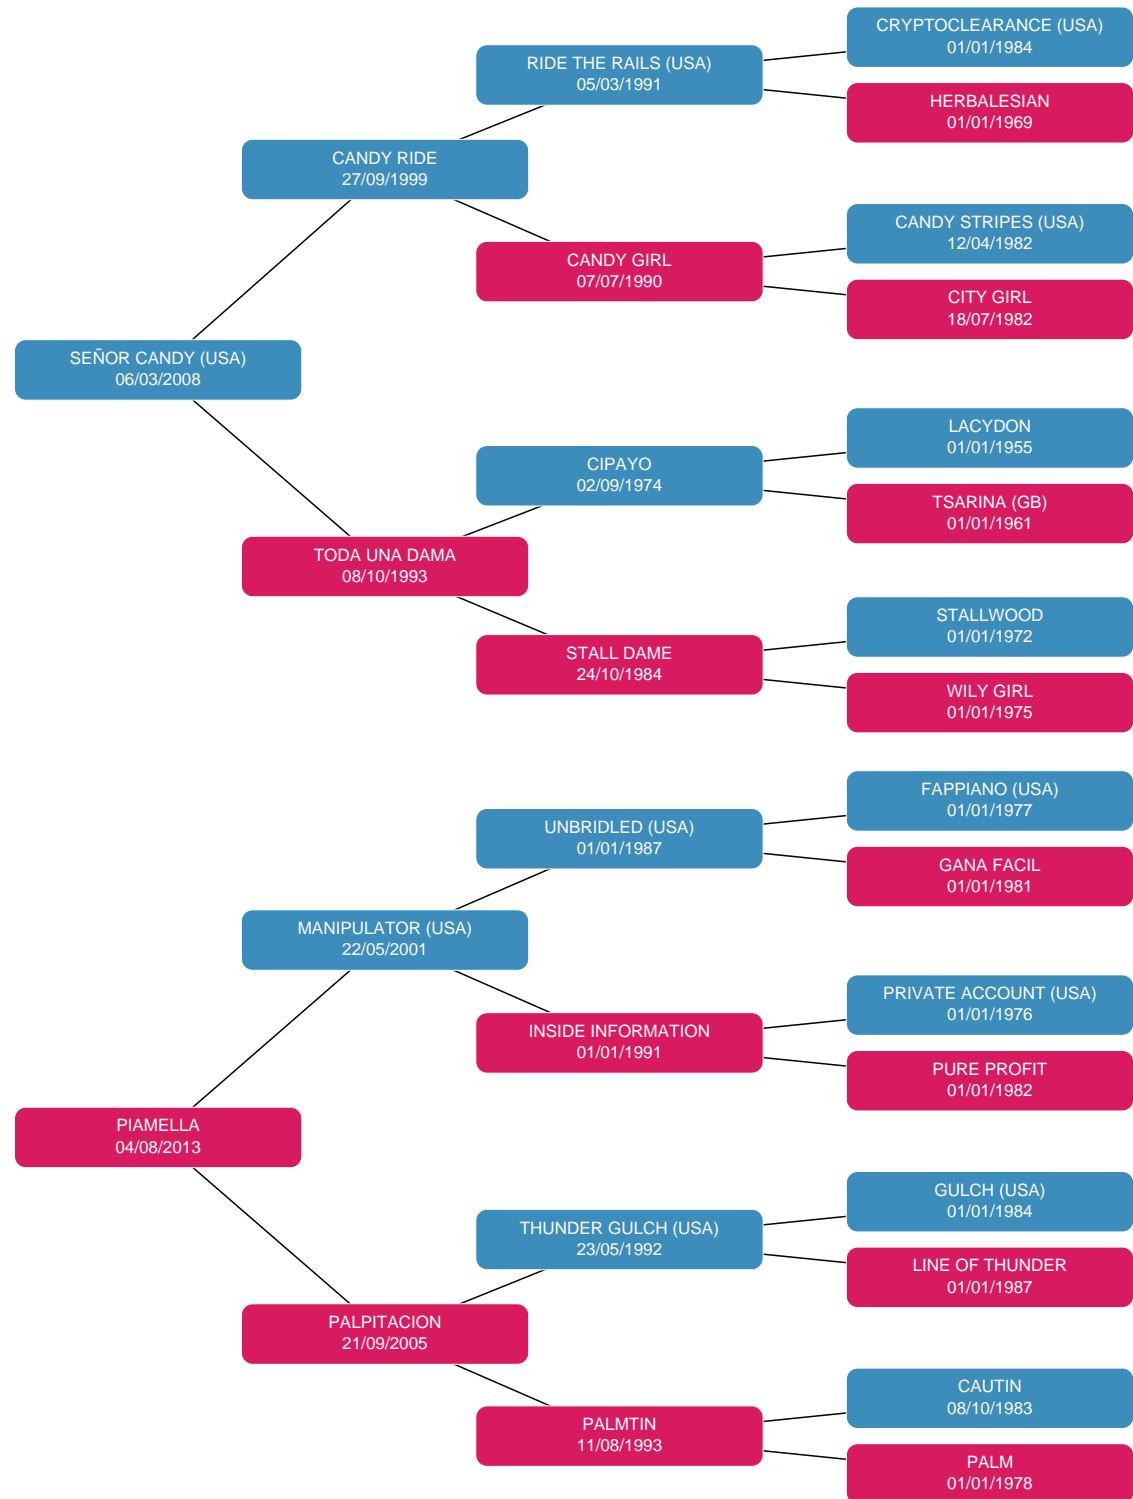 CRYPTOCLEARANCE (USA)
01/01/1984
RIDE THE RAILS (USA)
05/03/1991
HERBALESIAN
01/01/1969
CANDY RIDE
27/09/1999
CANDY STRIPES (USA)
12/04/1982
CANDY GIRL
07/07/1990
CITY GIRL
18/07/1982
SEÑOR CANDY (USA)
06/03/2008
LACYDON
01/01/1955
CIPAYO
02/09/1974
TSARINA (GB)
01/01/1961
TODA UNA DAMA
08/10/1993
STALLWOOD
01/01/1972
STALL DAME
24/10/1984
WILY GIRL
01/01/1975
FAPPIANO (USA)
01/01/1977
UNBRIDLED (USA)
01/01/1987
GANA FACIL
01/01/1981
MANIPULATOR (USA)
22/05/2001
PRIVATE ACCOUNT (USA)
01/01/1976
INSIDE INFORMATION
01/01/1991
PURE PROFIT
01/01/1982
PIAMELLA
04/08/2013
GULCH (USA)
01/01/1984
THUNDER GULCH (USA)
23/05/1992
LINE OF THUNDER
01/01/1987
PALPITACION
21/09/2005
CAUTIN
08/10/1983
PALMTIN
11/08/1993
PALM
01/01/1978